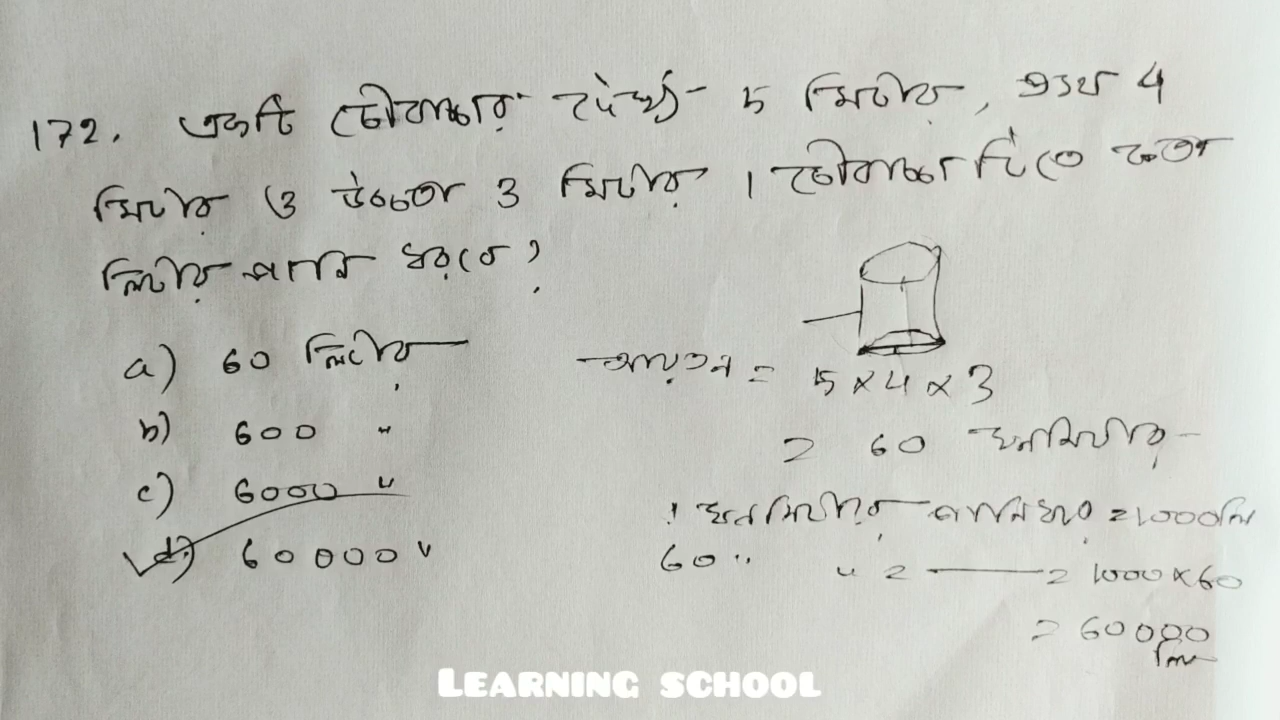 172. একটি চৌবাচ্চার দৈর্ঘ্য 5 মিটার, প্রস্থ 4
মিটার ও উচ্চতা 3 মিটার। চৌবাচ্চাটিতে কত
লিটার পানি ধরবে?
a) 60 লিটার
b) 600 "
c) 6000 "
d) 60000 "
আয়তন = 5 × 4 × 3
= 60 ঘনমিটার
1 ঘনমিটার পানি ধরে = 1000 লি
60 " " = = 1000 × 60
= 60000
লি
LEARNING SCHOOL